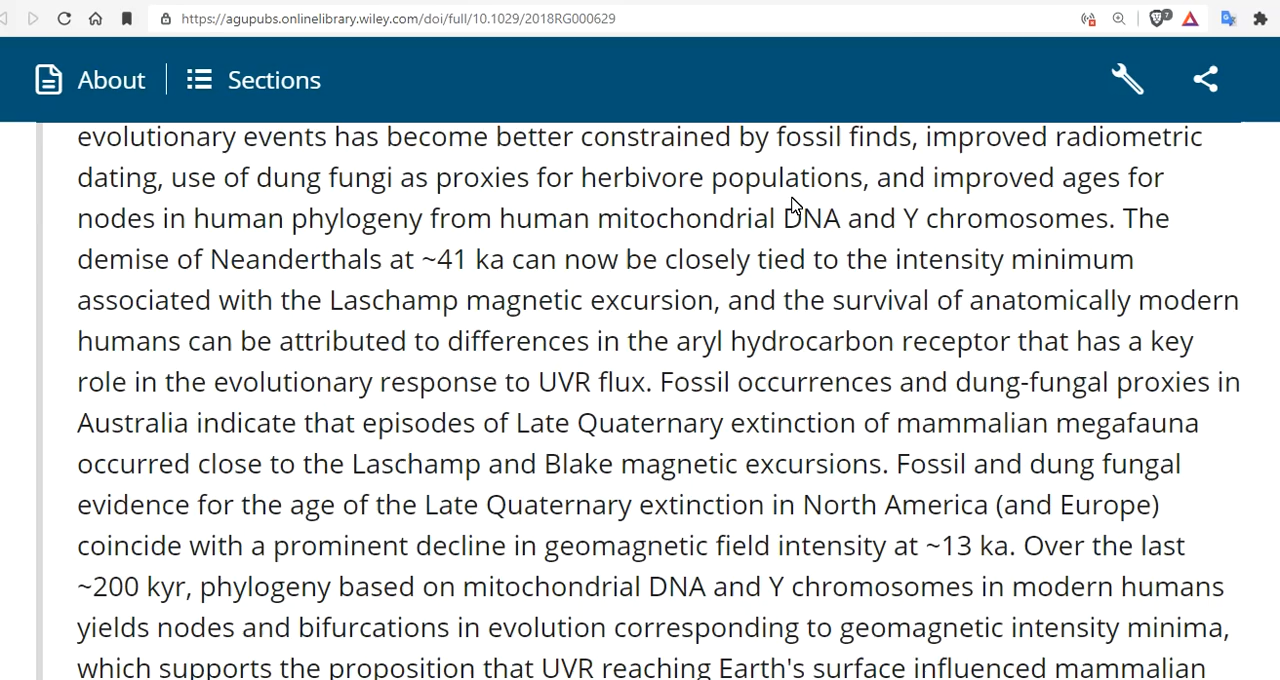 https://agupubs.onlinelibrary.wiley.com/doi/full/10.1029/2018RG000629
7
About
Sections
evolutionary events has become better constrained by fossil finds, improved radiometric
dating, use of dung fungi as proxies for herbivore populations, and improved ages for
nodes in human phylogeny from human mitochondrial DNA and Y chromosomes. The
demise of Neanderthals at ~41 ka can now be closely tied to the intensity minimum
associated with the Laschamp magnetic excursion, and the survival of anatomically modern
humans can be attributed to differences in the aryl hydrocarbon receptor that has a key
role in the evolutionary response to UVR flux. Fossil occurrences and dung-fungal proxies in
Australia indicate that episodes of Late Quaternary extinction of mammalian megafauna
occurred close to the Laschamp and Blake magnetic excursions. Fossil and dung fungal
evidence for the age of the Late Quaternary extinction in North America (and Europe)
coincide with a prominent decline in geomagnetic field intensity at ~13 ka. Over the last
~200 kyr, phylogeny based on mitochondrial DNA and Y chromosomes in modern humans
yields nodes and bifurcations in evolution corresponding to geomagnetic intensity minima,
which supports the proposition that UVR reaching Earth's surface influenced mammalian